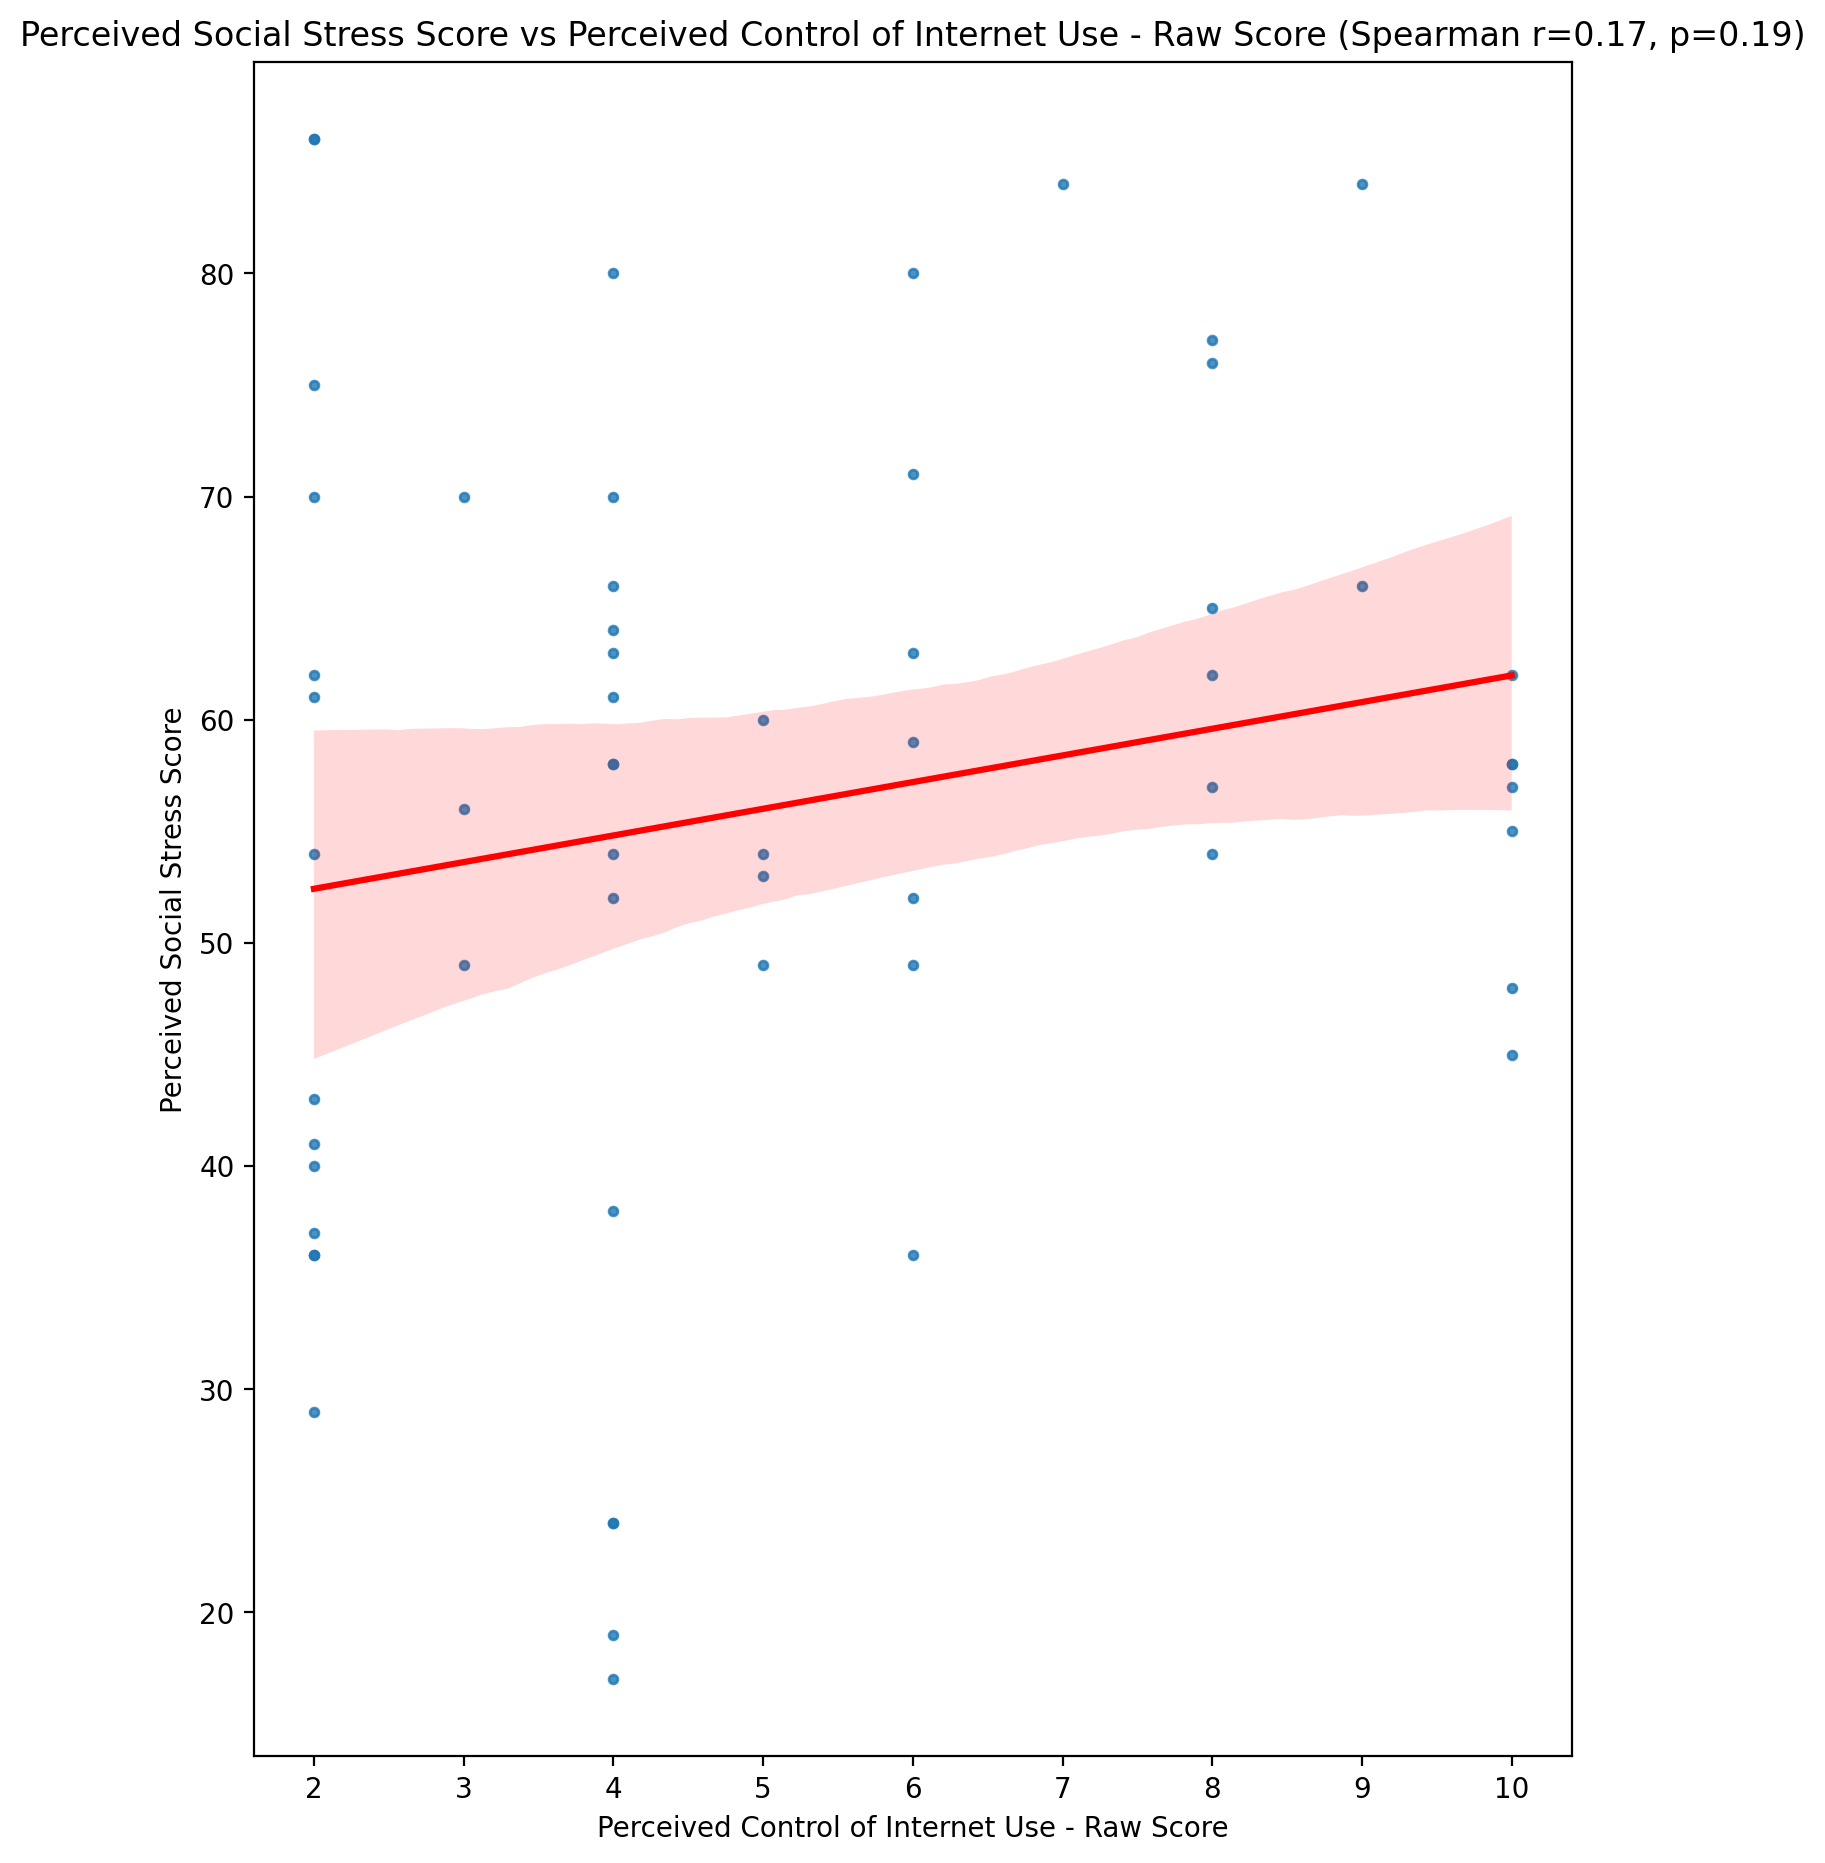 Perceived Social Stress Score vs Perceived Control of Internet Use - Raw Score (Spearman r=0.17, p=0.19)
80
70
60
50
40
30
20
Perceived Social Stress Score
2 3 4 5 6 7 8 9 10
Perceived Control of Internet Use - Raw Score